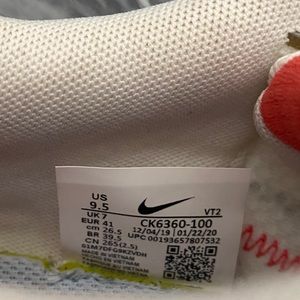 US
9.5
UK 7
EUR 41
cm 26.5
BR 39.5
CN 265(2.5)
VT2
CK6360-100
12/04/19 01/22/20
UPC 00193657807532
MADE IN VIETNAM